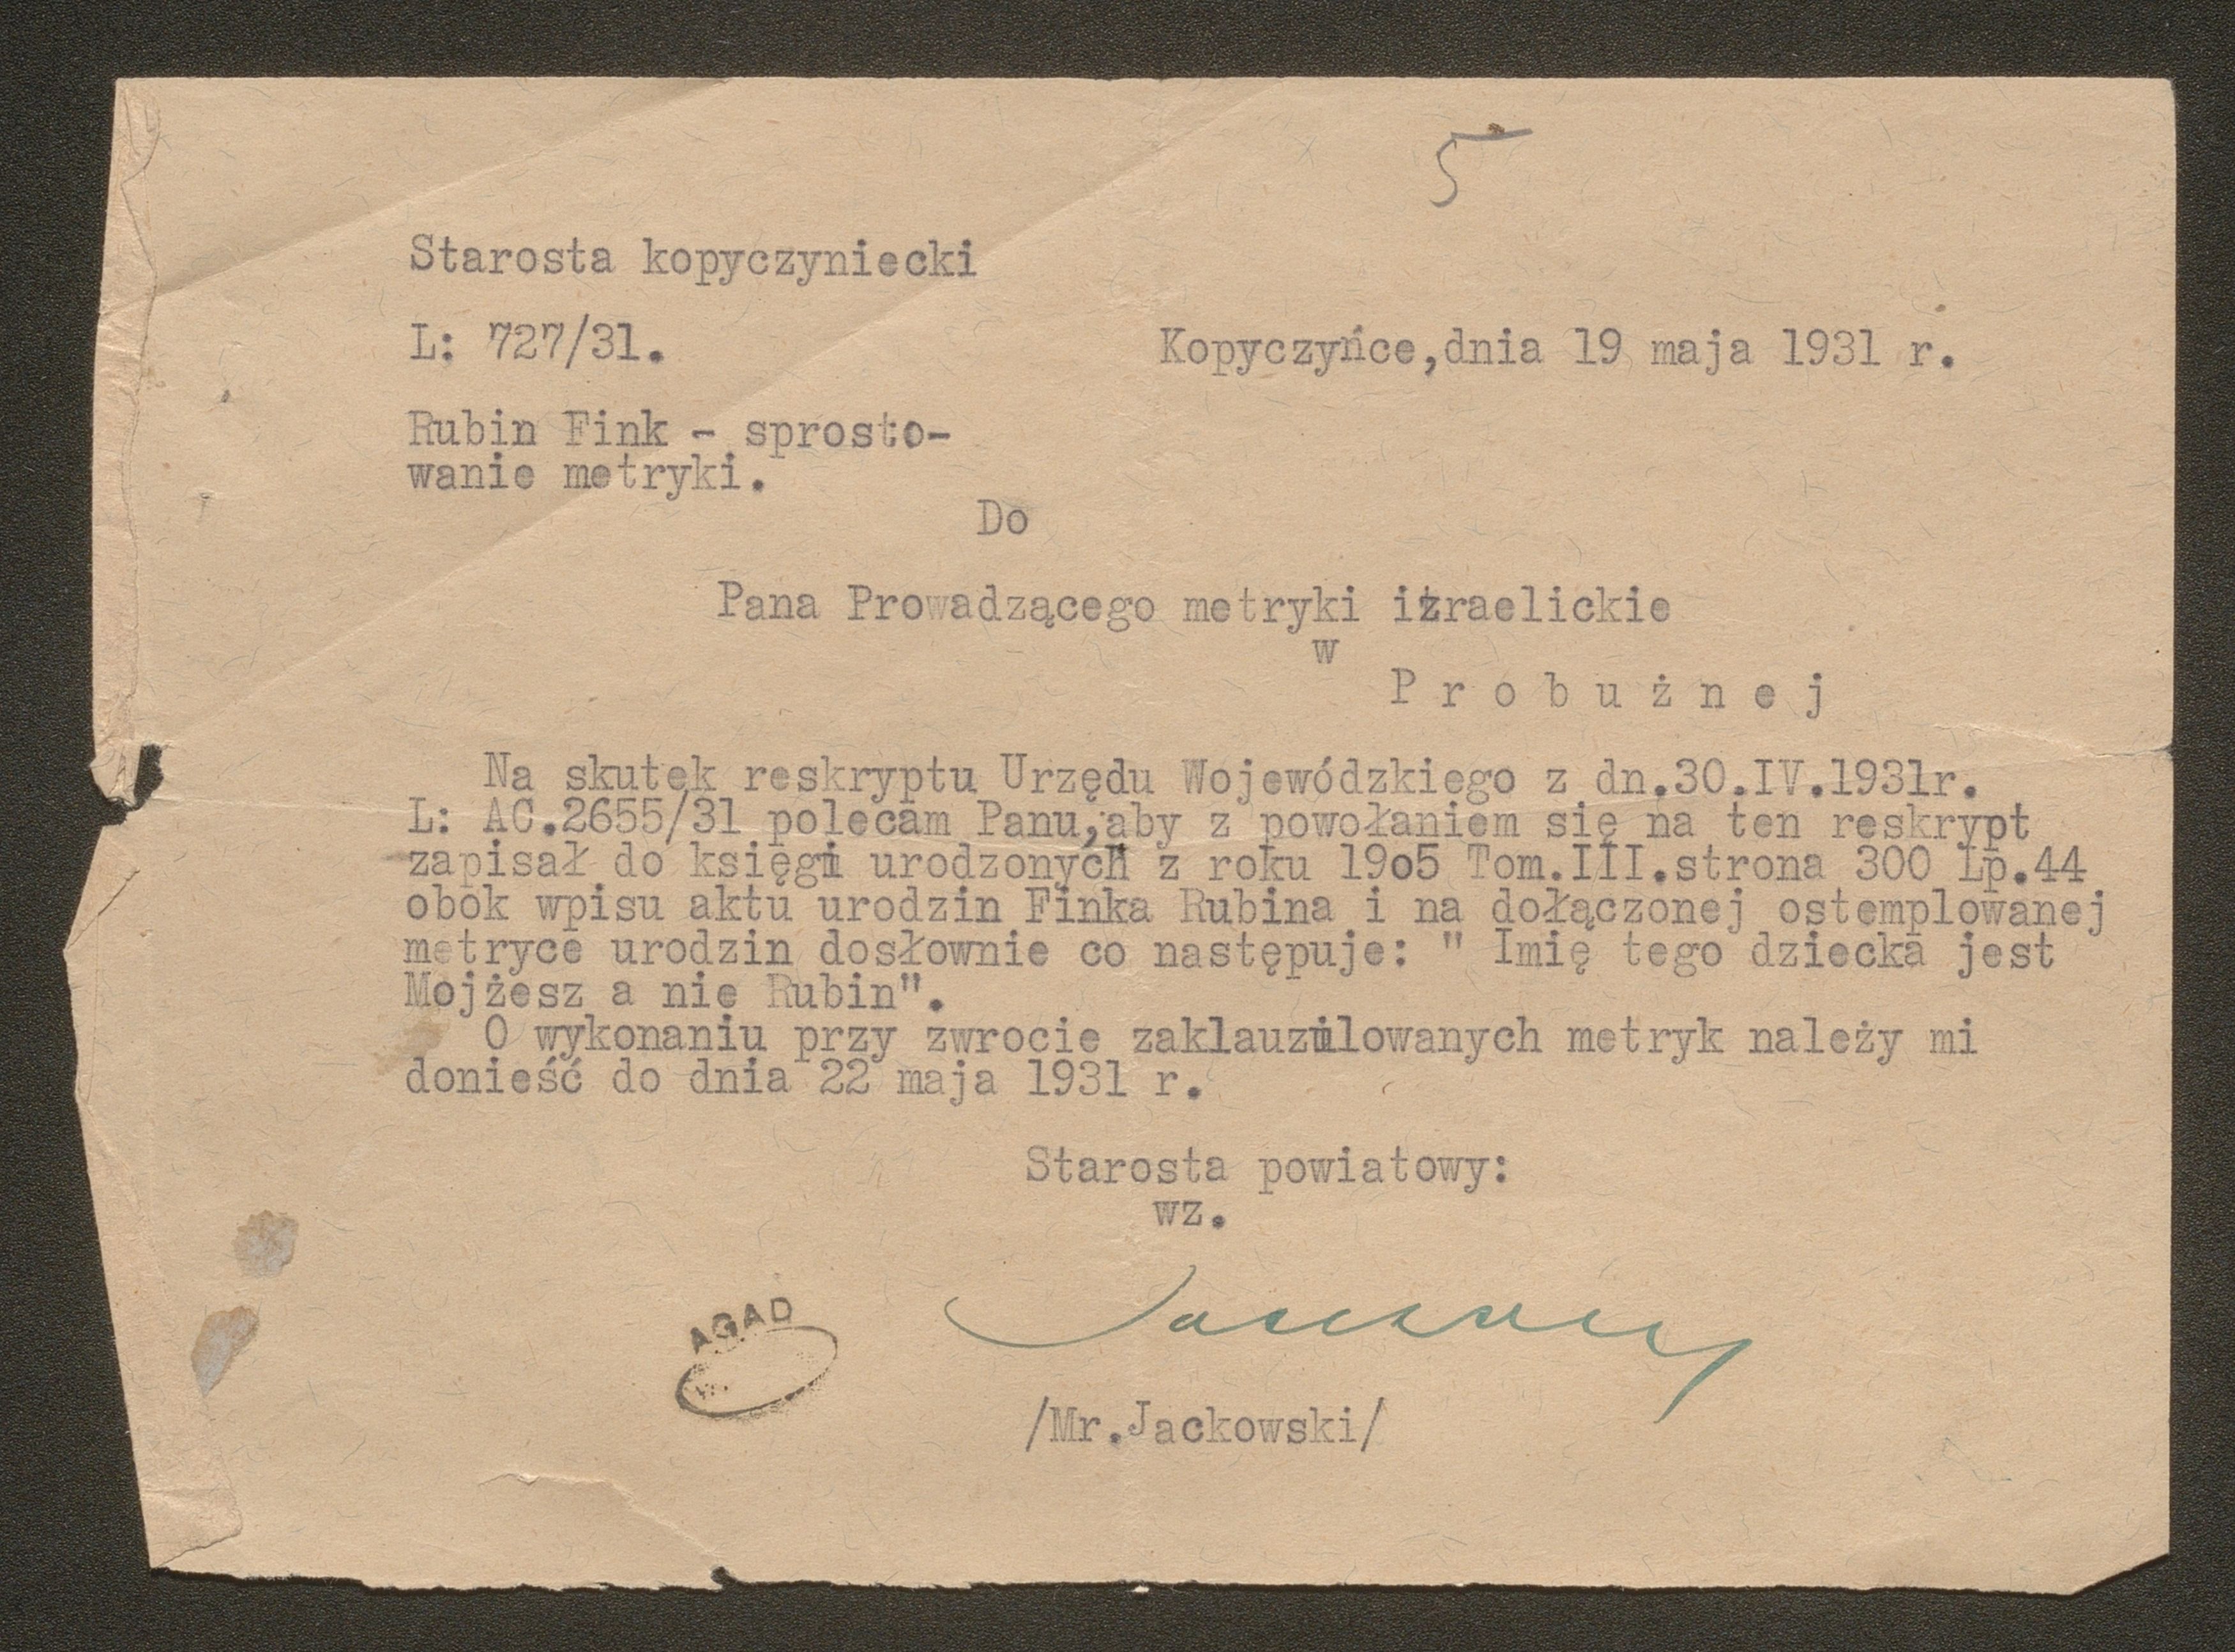 5
Starosta kopyczyniecki
L: 727/31.
Kopyczyńce,dnia 19 maja 1931 r.
Rubin Fink - sprosto-
wanie metryki.
Do
Pana Prowadzącego metryki izraelickie
w
P r o b u ż n e j
Na skutek reskryptu Urzędu Wojewódzkiego z dn.30.IV.1931r.
L: AC.2655/31 polecam Panu,aby z powołaniem się na ten reskrypt
zapisał do księgi urodzonych z roku 19o5 Tom.III.strona 300 Lp.44
obok wpisu aktu urodzin Finka Rubina i na dołączonej ostemplowanej
metryce urodzin dosłownie co następuje: " Imię tego dziecka jest
Mojżesz a nie Rubin".
O wykonaniu przy zwrocie zaklauzulowanych metryk należy mi
donieść do dnia 22 maja 1931 r.
Starosta powiatowy:
wz.
Jackowski
AGAD
/Mr.Jackowski/